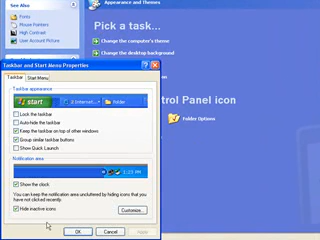 See Also
Fonts
Mouse Pointers
High Contrast
User Account Picture
Appearance and Themes
Pick a task...
Change the computer's theme
Change the desktop background
trol Panel icon
Folder Options
Taskbar and Start Menu Properties
Taskbar
Start Menu
Taskbar appearance
start
2 Internet...
Folder
Lock the taskbar
Auto-hide the taskbar
Keep the taskbar on top of other windows
Group similar taskbar buttons
Show Quick Launch
Notification area
1:23 PM
Show the clock
You can keep the notification area uncluttered by hiding icons that you have
not clicked recently.
Hide inactive icons
Customize...
OK
Cancel
Apply